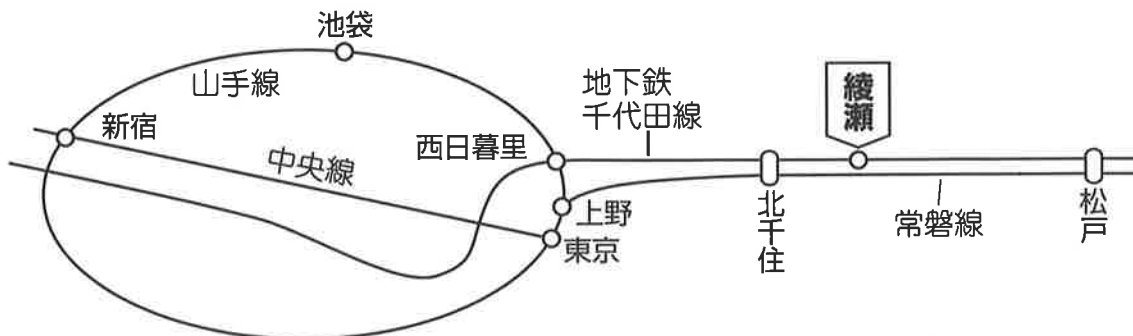 池袋
山手線
新宿
中央線
西日暮里
上野
東京
地下鉄
千代田線
綾瀬
北千住
常磐線
松戸